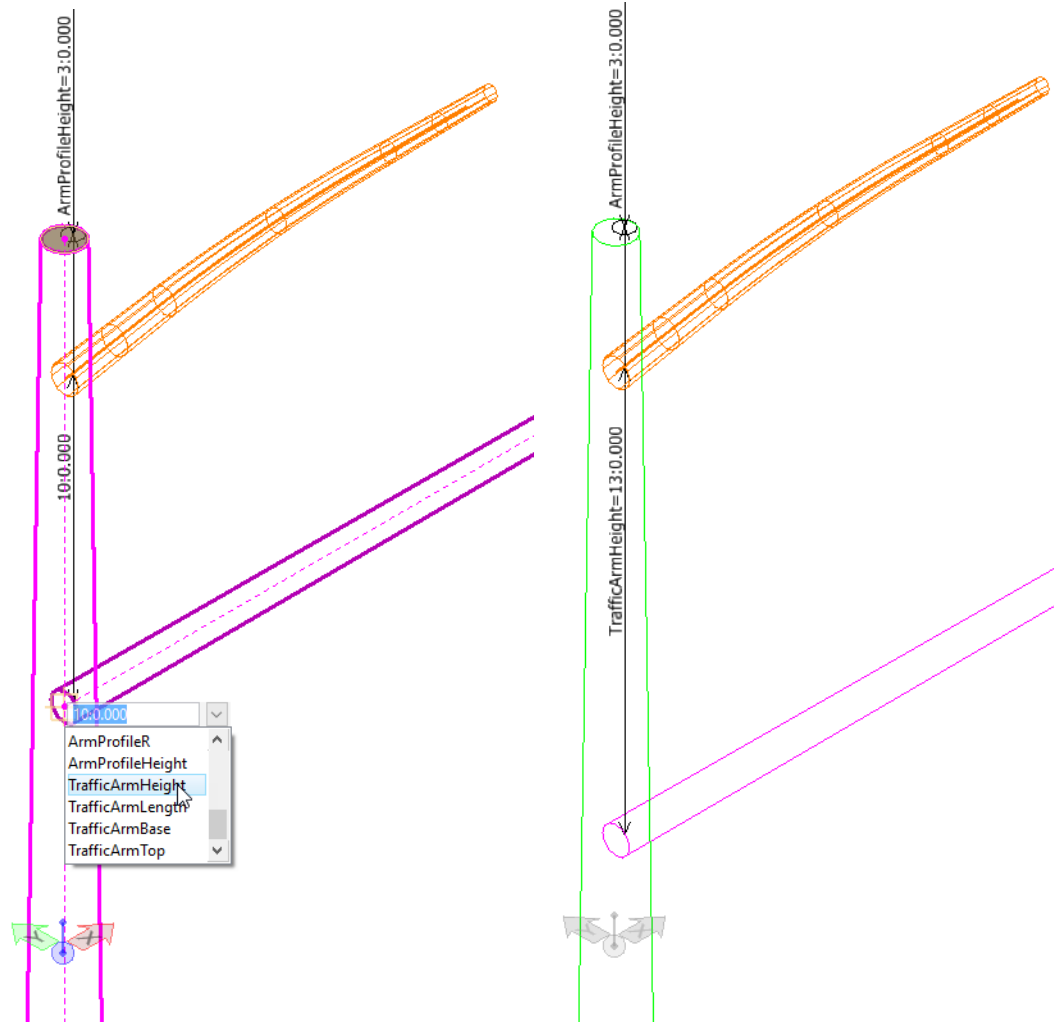 ArmProfileHeight=3:0.000
10:0.000
10:0.000
ArmProfileR
ArmProfileHeight
TrafficArmHeight
TrafficArmLength
TrafficArmBase
TrafficArmTop
Y
X
ArmProfileHeight=3:0.000
TrafficArmHeight=13:0.000
Y
X